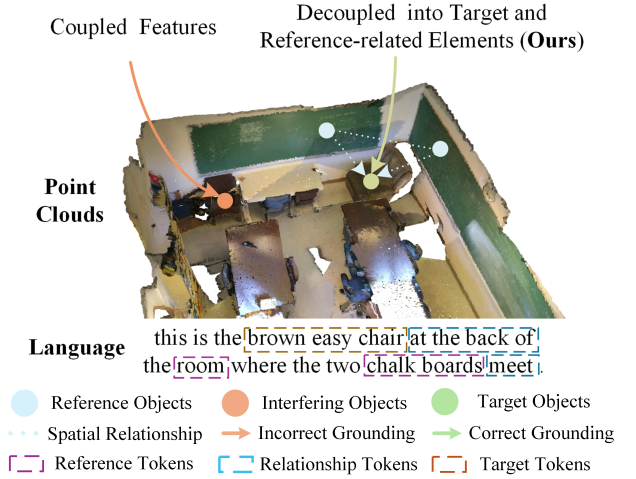 Coupled Features
Decoupled into Target and
Reference-related Elements (Ours)
Point
Clouds
Language
this is the brown easy chair at the back of
the room where the two chalk boards meet.
Reference Objects Interfering Objects Target Objects
Spatial Relationship Incorrect Grounding Correct Grounding
Reference Tokens Relationship Tokens Target Tokens